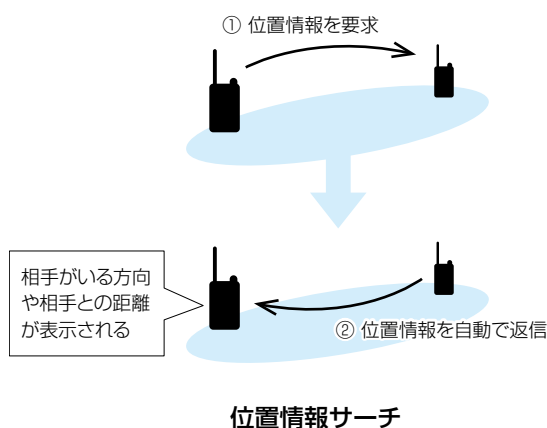 ① 位置情報を要求
相手がいる方向
や相手との距離
が表示される
② 位置情報を自動で返信
位置情報サーチ